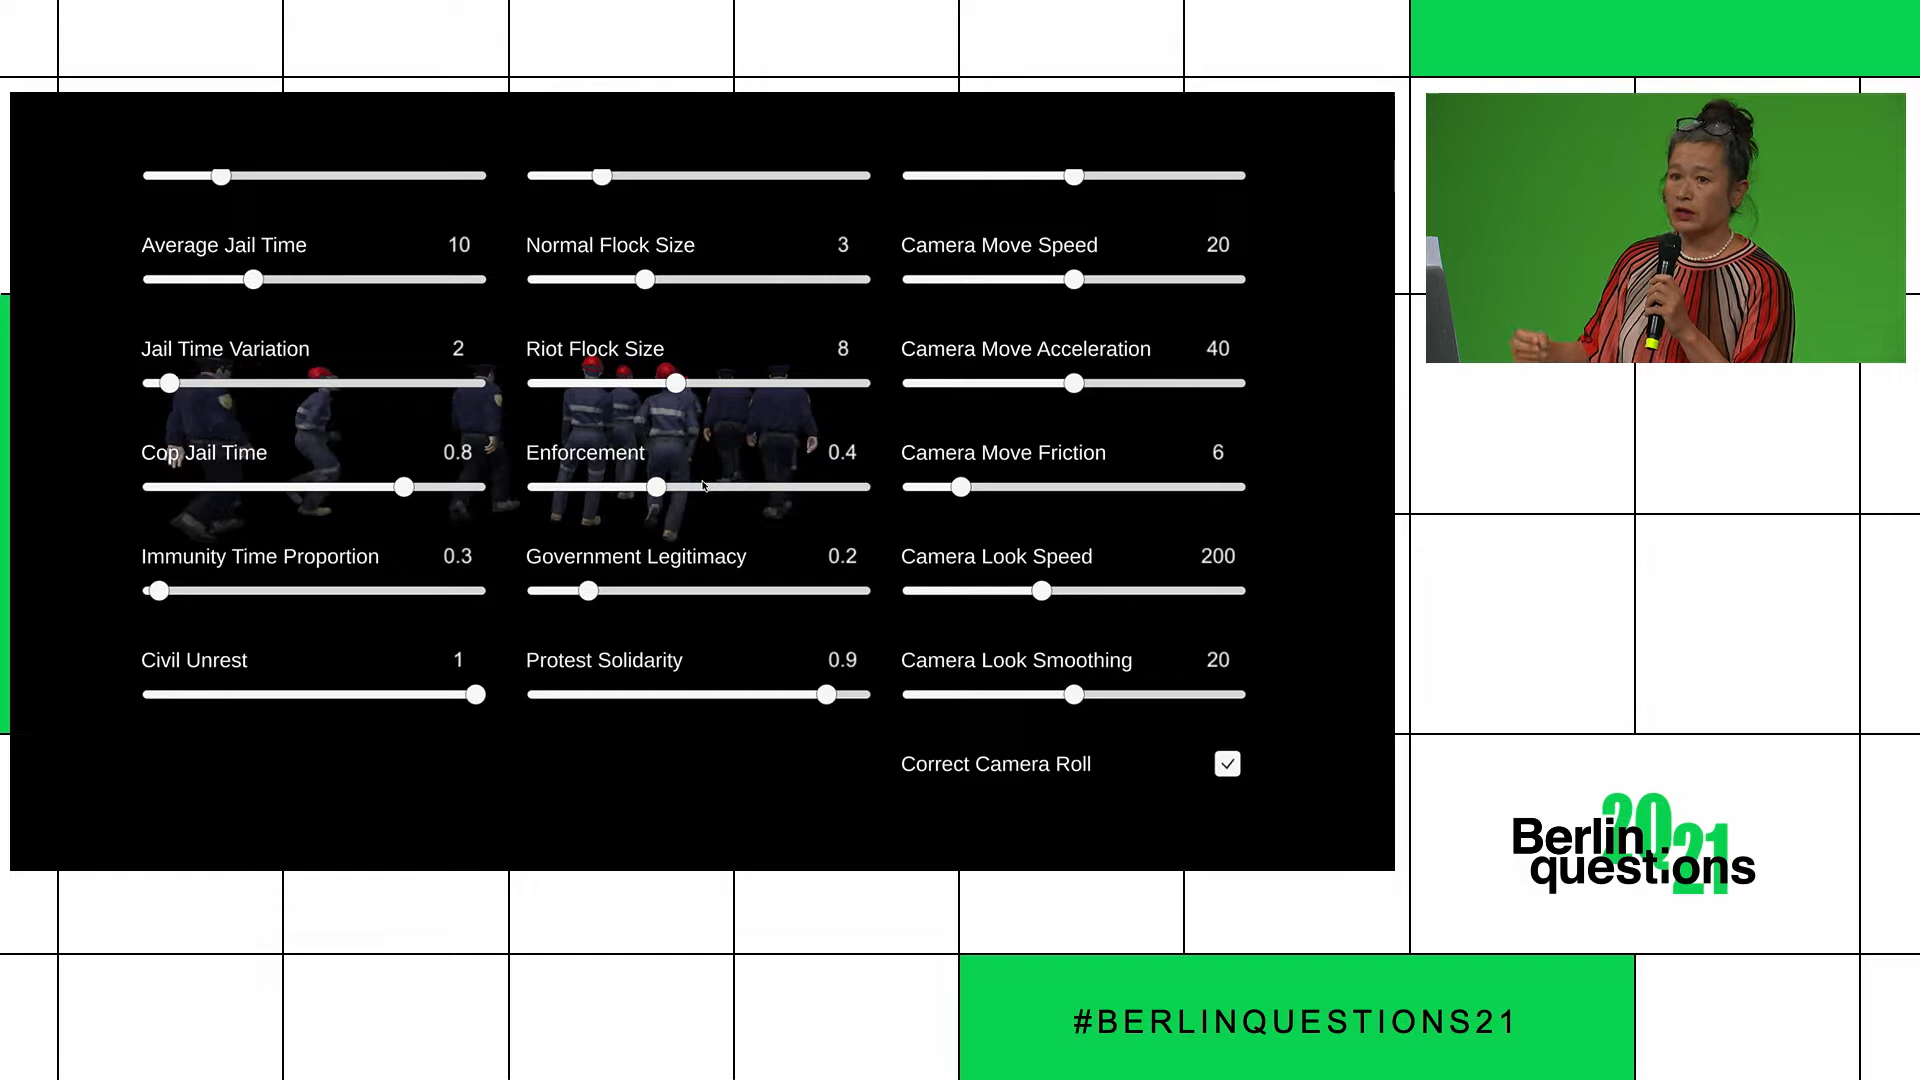 Average Jail Time 10
Normal Flock Size 3
Camera Move Speed 20
Jail Time Variation 2
Riot Flock Size 8
Camera Move Acceleration 40
Cop Jail Time 0.8
Enforcement 0.4
Camera Move Friction 6
Immunity Time Proportion 0.3
Government Legitimacy 0.2
Camera Look Speed 200
Civil Unrest 1
Protest Solidarity 0.9
Camera Look Smoothing 20
Correct Camera Roll
Berlin
questions
2021
#BERLINQUESTIONS21